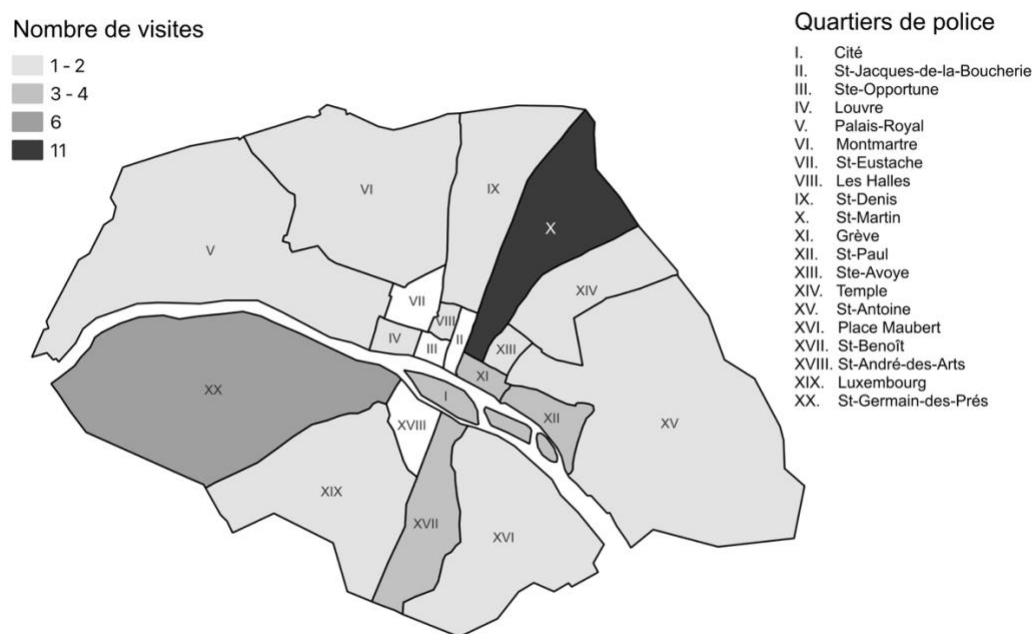 Nombre de visites
1 - 2
3 - 4
6
11
Quartiers de police
I. Cité
II. St-Jacques-de-la-Boucherie
III. Ste-Opportune
IV. Louvre
V. Palais-Royal
VI. Montmartre
VII. St-Eustache
VIII. Les Halles
IX. St-Denis
X. St-Martin
XI. Grève
XII. St-Paul
XIII. Ste-Avoye
XIV. Temple
XV. St-Antoine
XVI. Place Maubert
XVII. St-Benoît
XVIII. St-André-des-Arts
XIX. Luxembourg
XX. St-Germain-des-Prés
VI
IX
X
V
XIV
VII
VIII
IV
III
II
XIII
XI
XX
I
XII
XVIII
XV
XIX
XVII
XVI